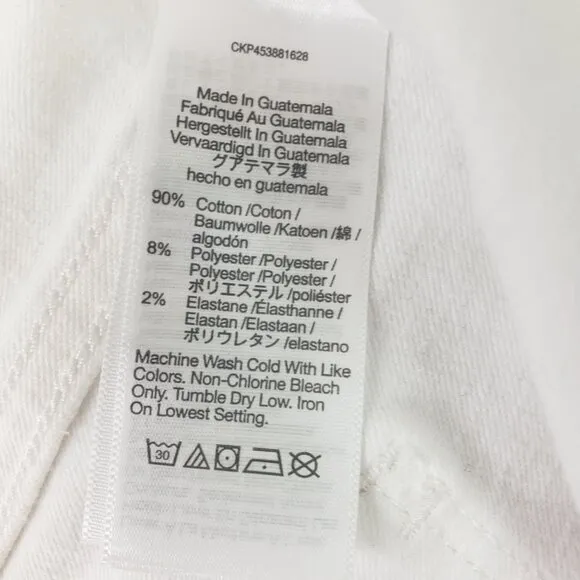 CKP453881628
Made In Guatemala
Fabriqué Au Guatemala
Hergestellt In Guatemala
Vervaardigd In Guatemala
グアテマラ製
hecho en guatemala
90% Cotton /Coton /
Baumwolle /Katoen /綿 /
algodón
8% Polyester /Polyester /
Polyester /Polyester /
ポリエステル /poliéster
2% Elastane /Élasthanne /
Elastan /Elastaan /
ポリウレタン /elastano
Machine Wash Cold With Like
Colors. Non-Chlorine Bleach
Only. Tumble Dry Low. Iron
On Lowest Setting.
30